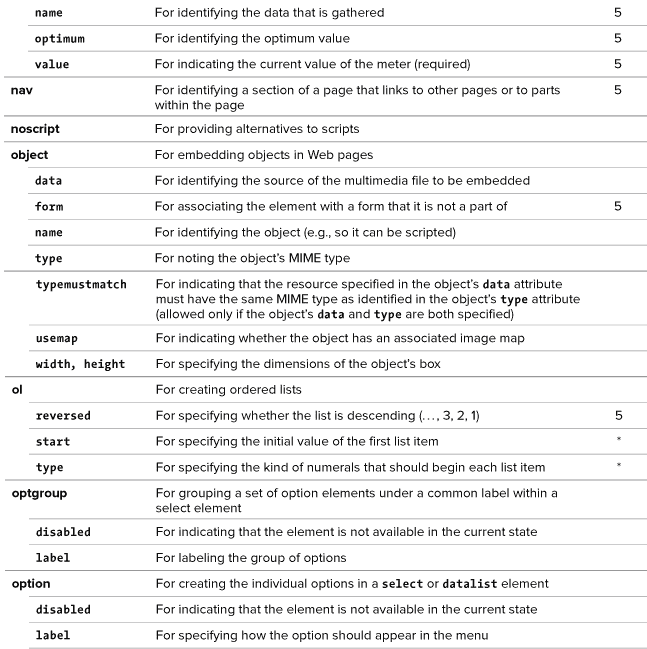 name For identifying the data that is gathered 5
optimum For identifying the optimum value 5
value For indicating the current value of the meter (required) 5
nav For identifying a section of a page that links to other pages or to parts 5
within the page
noscript For providing alternatives to scripts
object For embedding objects in Web pages
data For identifying the source of the multimedia file to be embedded
form For associating the element with a form that it is not a part of 5
name For identifying the object (e.g., so it can be scripted)
type For noting the object's MIME type
typemustmatch For indicating that the resource specified in the object's data attribute
must have the same MIME type as identified in the object's type attribute
(allowed only if the object's data and type are both specified)
usemap For indicating whether the object has an associated image map
width, height For specifying the dimensions of the object's box
ol For creating ordered lists
reversed For specifying whether the list is descending (..., 3, 2, 1) 5
start For specifying the initial value of the first list item *
type For specifying the kind of numerals that should begin each list item *
optgroup For grouping a set of option elements under a common label within a
select element
disabled For indicating that the element is not available in the current state
label For labeling the group of options
option For creating the individual options in a select or datalist element
disabled For indicating that the element is not available in the current state
label For specifying how the option should appear in the menu